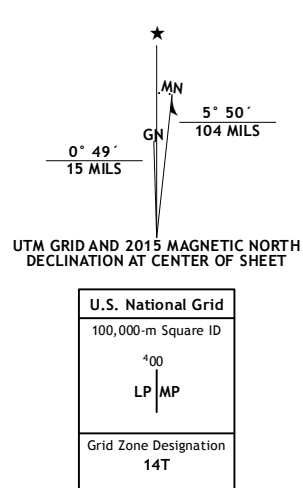 ★
MN
5° 50´
104 MILS
GN
0° 49´
15 MILS
UTM GRID AND 2015 MAGNETIC NORTH
DECLINATION AT CENTER OF SHEET
U.S. National Grid
100,000-m Square ID
⁴00
LP MP
Grid Zone Designation
14T